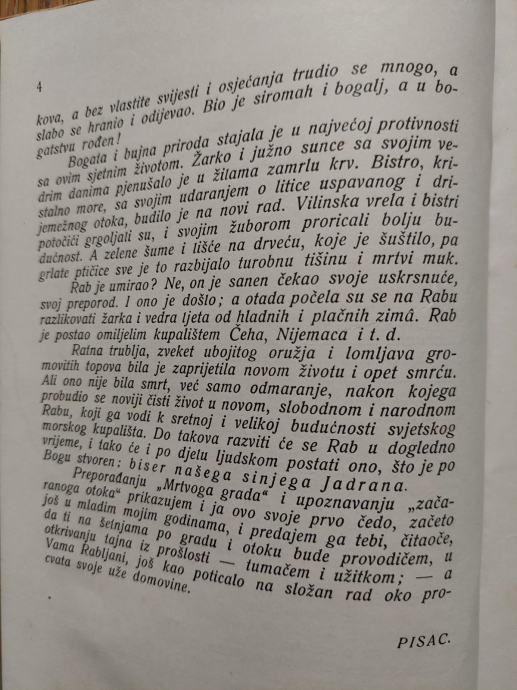 4
kova, a bez vlastite svijesti i osjećanja trudio se mnogo, a
slabo se hranio i odijevao. Bio je siromah i bogalj, a u bo-
gatstvu rođen!
Bogata i bujna priroda stajala je u najvećoj protivnosti
sa ovim sjetnim životom. Žarko i južno sunce sa svojim ve-
drim danima pjenušalo je u žilama zamrlu krv. Bistro, kri-
stalno more, sa svojim udaranjem o litice uspavanog i dri-
jemežnog otoka, budilo je na novi rad. Vilinska vrela i bistri
potočići grgoljali su, i svojim žuborom proricali bolju bu-
dućnost. A zelene šume i lišće na drveću, koje je šuštilo, pa
grlate ptičice sve je to razbijalo turobnu tišinu i mrtvi muk.
Rab je umirao? Ne, on je sanen čekao svoje uskrsnuće,
svoj preporod. I ono je došlo; a otada počela su se na Rabu
razlikovati žarka i vedra ljeta od hladnih i plačnih zimâ. Rab
je postao omiljelim kupalištem Čeha, Nijemaca i t. d.
Ratna trublja, zveket ubojitog oružja i lomljava gro-
movitih topova bila je zaprijetila novom životu i opet smrću.
Ali ono nije bila smrt, već samo odmaranje, nakon kojega
probudio se noviji čisti život u novom, slobodnom i narodnom
Rabu, koji ga vodi k sretnoj i velikoj budućnosti svjetskog
morskog kupališta. Do takova razviti će se Rab u dogledno
vrijeme, i tako će i po djelu ljudskom postati ono, što je po
Bogu stvoren: biser našega sinjega Jadrana.
Preporađanju „Mrtvoga grada“ i upoznavanju „zača-
ranoga otoka“ prikazujem i ja ovo svoje prvo čedo, začeto
još u mladim mojim godinama, i predajem ga tebi, čitaoče,
da ti na šetnjama po gradu i otoku bude provodičem, u
otkrivanju tajna iz prošlosti — tumačem i užitkom; — a
Vama Rabljani, još kao poticalo na složan rad oko pro-
cvata svoje uže domovine.
PISAC.